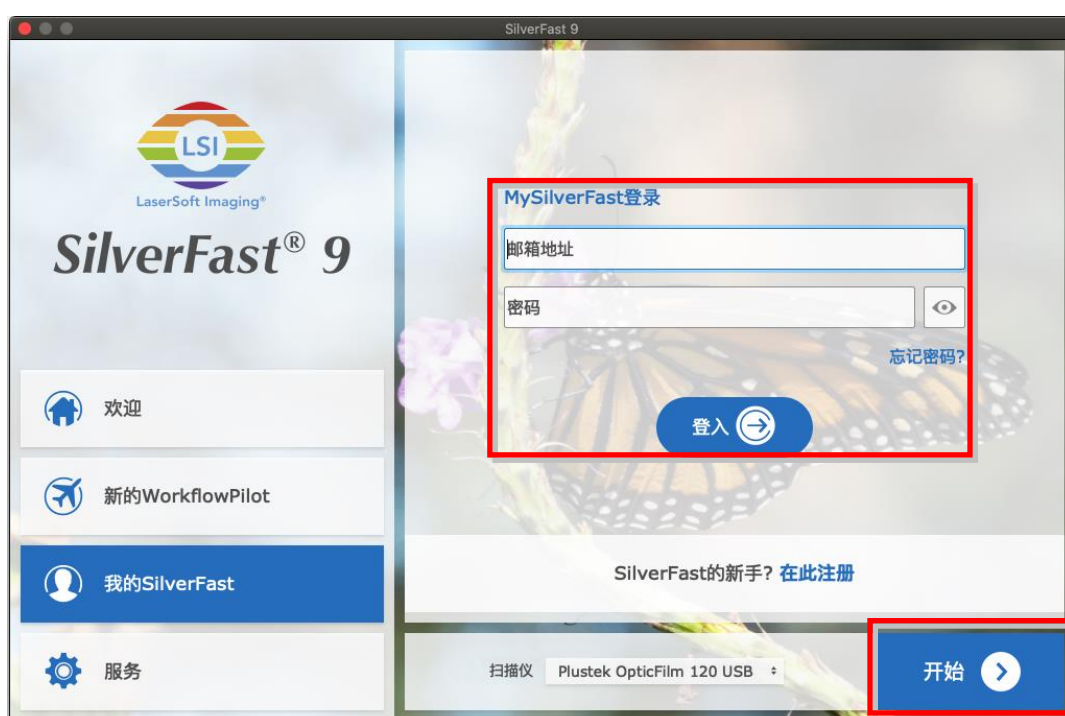 SilverFast 9
LSI
LaserSoft Imaging®
SilverFast® 9
欢迎
新的WorkflowPilot
我的SilverFast
服务
MySilverFast登录
邮箱地址
密码
忘记密码?
登入
SilverFast的新手? 在此注册
扫描仪 Plustek OpticFilm 120 USB
开始